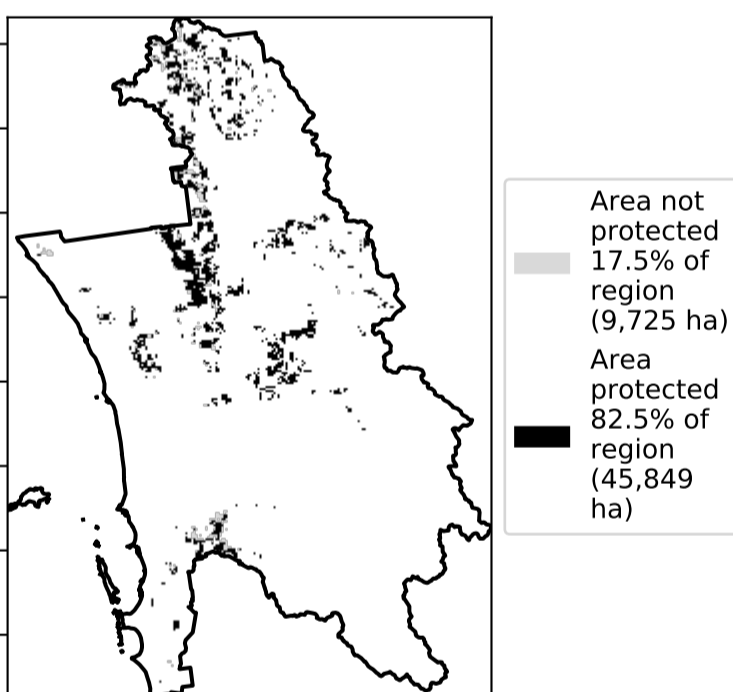 Area not
protected
17.5% of
region
(9,725 ha)
Area
protected
82.5% of
region
(45,849
ha)